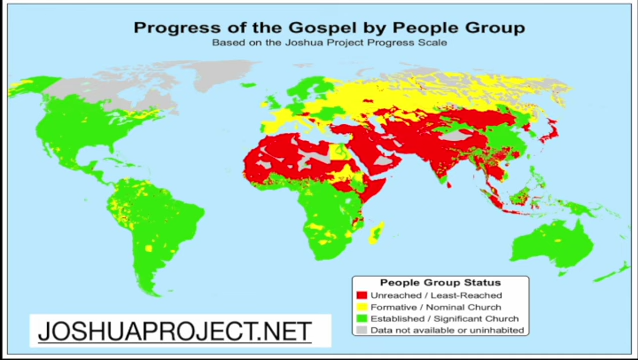 Progress of the Gospel by People Group
Based on the Joshua Project Progress Scale
People Group Status
Unreached / Least-Reached
Formative / Nominal Church
Established / Significant Church
Data not available or uninhabited
JOSHUAPROJECT.NET